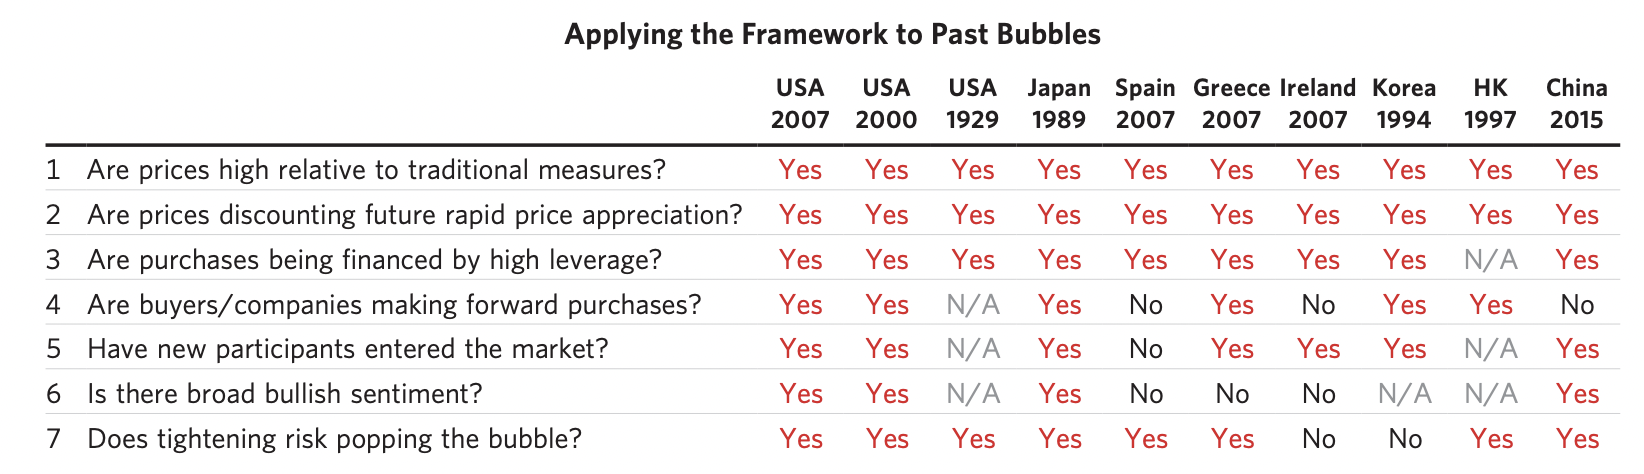 Applying the Framework to Past Bubbles
USA USA USA Japan Spain Greece Ireland Korea HK China
2007 2000 1929 1989 2007 2007 2007 1994 1997 2015
1 Are prices high relative to traditional measures? Yes Yes Yes Yes Yes Yes Yes Yes Yes Yes
2 Are prices discounting future rapid price appreciation? Yes Yes Yes Yes Yes Yes Yes Yes Yes Yes
3 Are purchases being financed by high leverage? Yes Yes Yes Yes Yes Yes Yes Yes N/A Yes
4 Are buyers/companies making forward purchases? Yes Yes N/A Yes No Yes No Yes Yes No
5 Have new participants entered the market? Yes Yes N/A Yes No Yes Yes Yes N/A Yes
6 Is there broad bullish sentiment? Yes Yes N/A Yes No No No N/A N/A Yes
7 Does tightening risk popping the bubble? Yes Yes Yes Yes Yes Yes No No Yes Yes